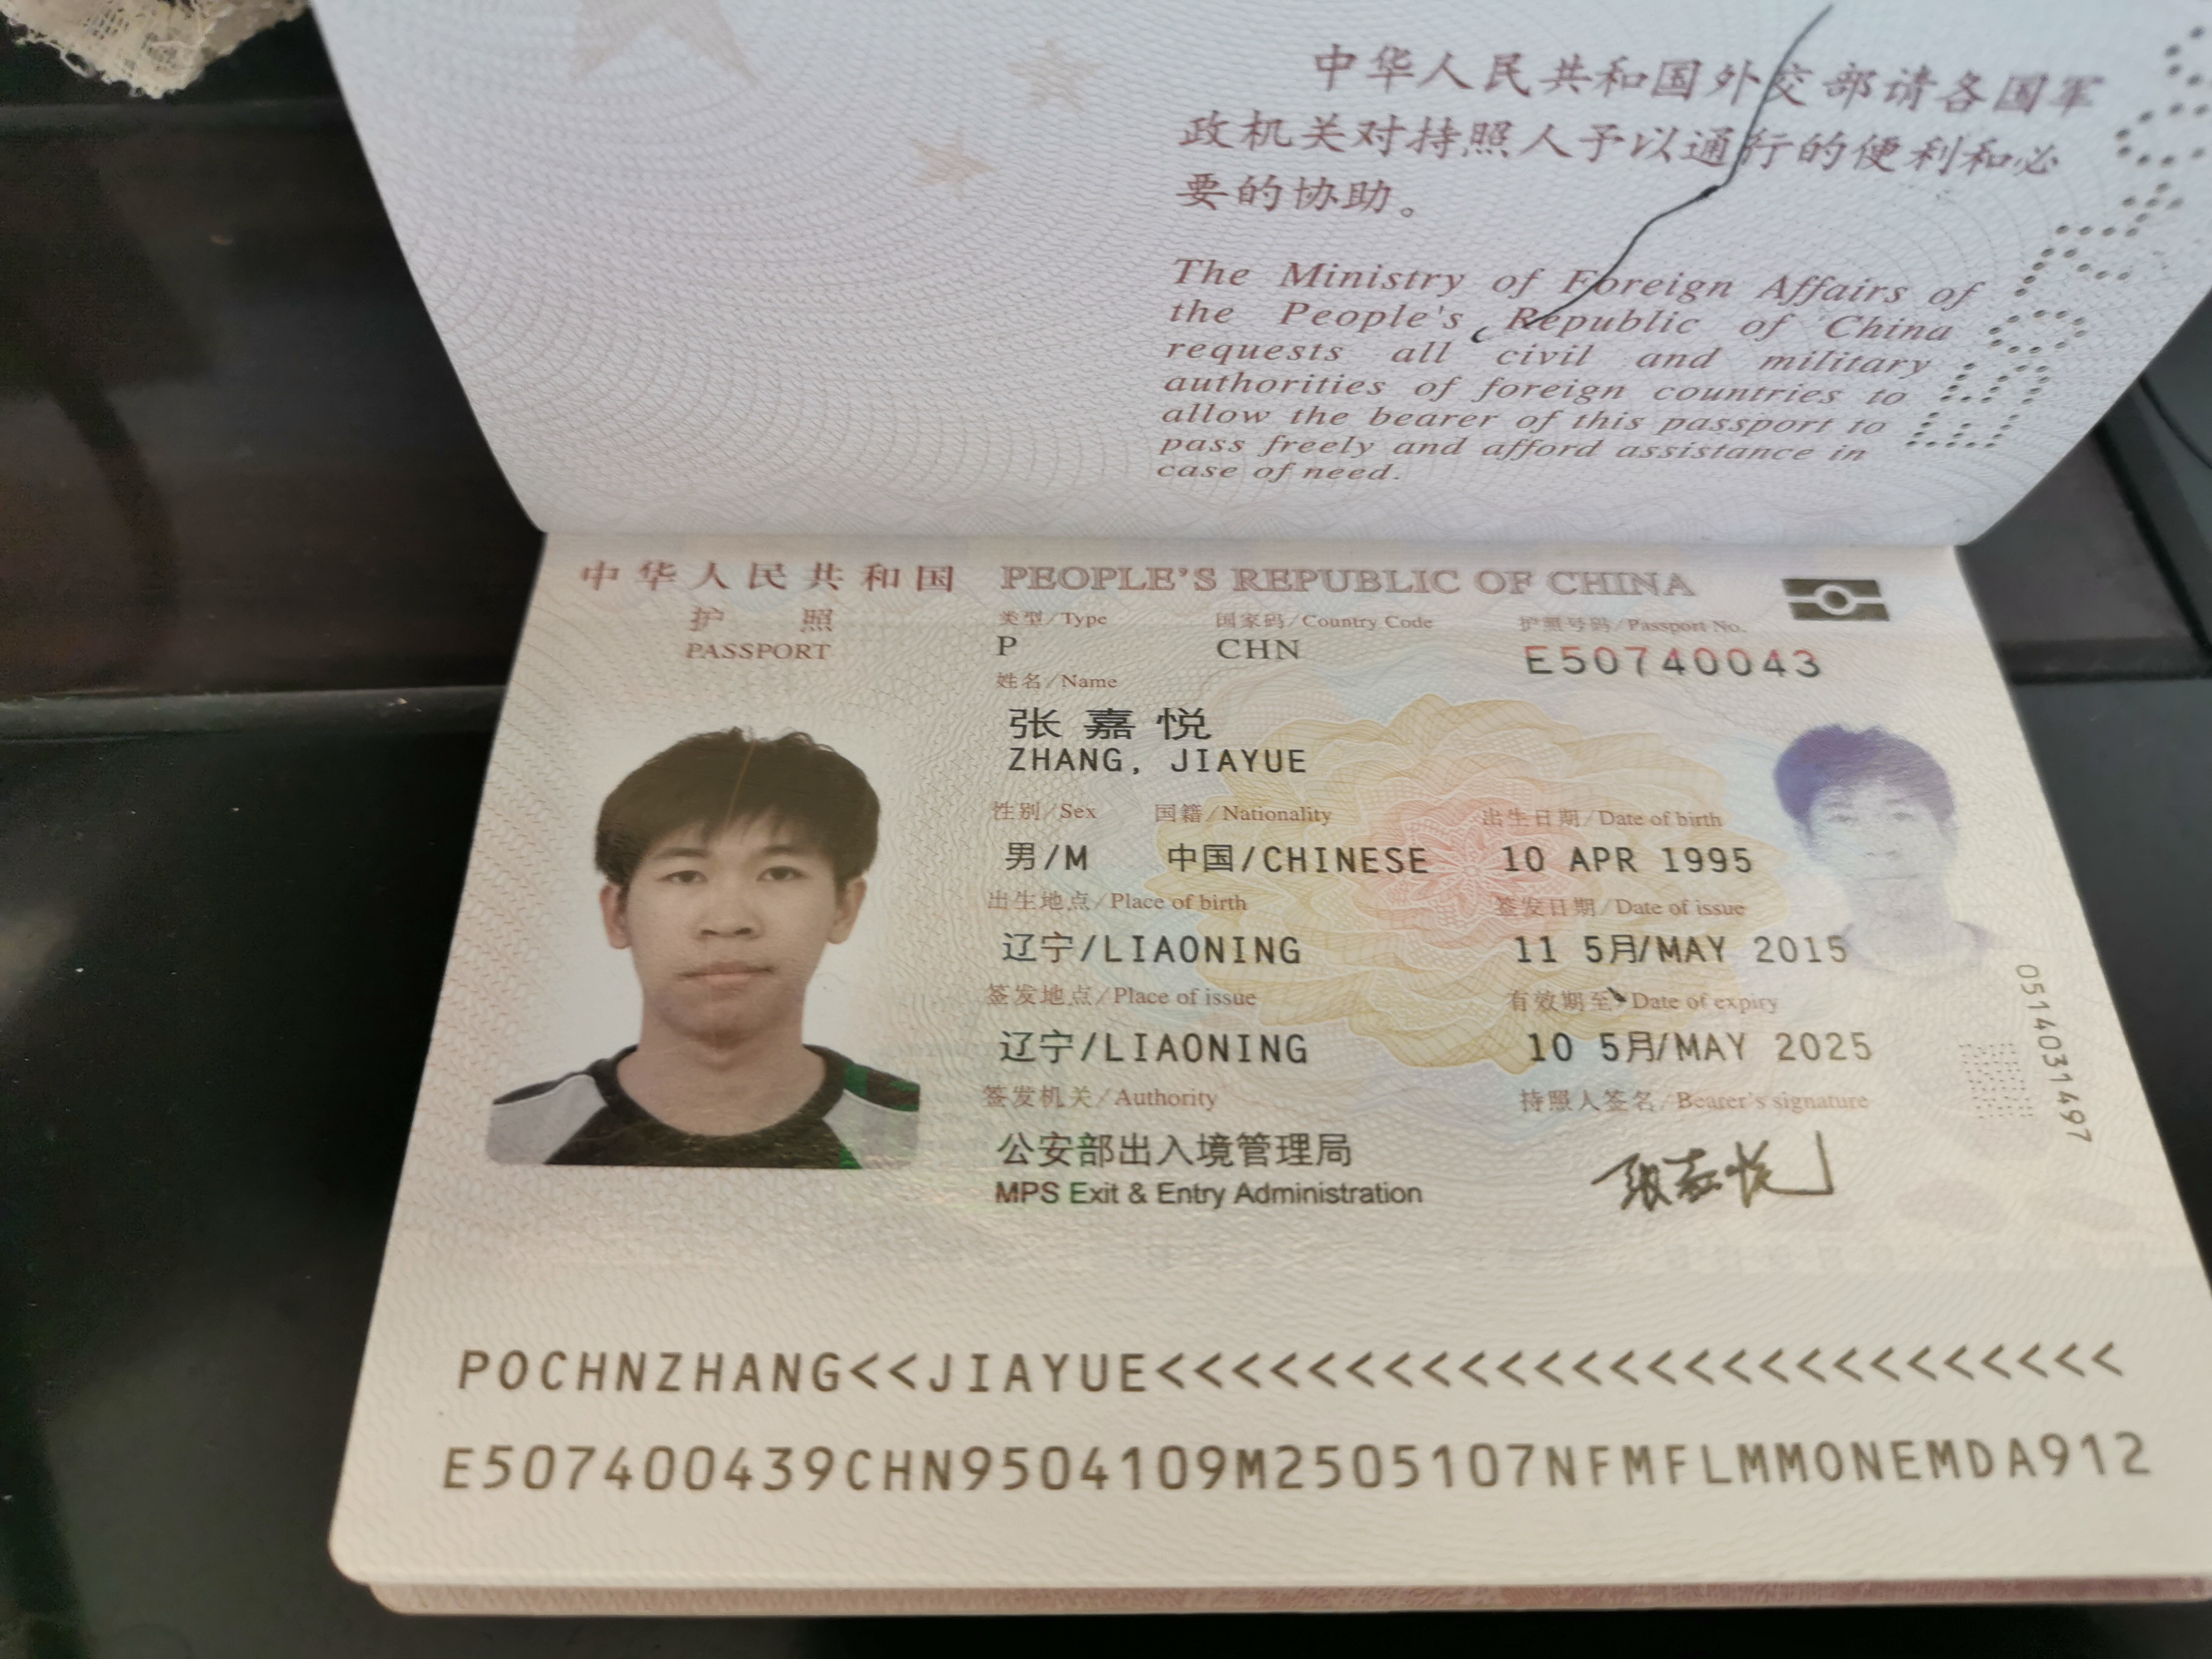 中华人民共和国外交部请各国军
政机关对持照人予以通行的便利和必
要的协助。
The Ministry of Foreign Affairs of
the People's Republic of China
requests all civil and military
authorities of foreign countries to
allow the bearer of this passport to
pass freely and afford assistance in
case of need.
中华人民共和国 PEOPLE'S REPUBLIC OF CHINA
护 照
PASSPORT
类型/Type 国家码/Country Code 护照号码/Passport No.
P CHN E50740043
姓名/Name
张嘉悦
ZHANG, JIAYUE
性别/Sex 国籍/Nationality 出生日期/Date of birth
男/M 中国/CHINESE 10 APR 1995
出生地点/Place of birth 签发日期/Date of issue
辽宁/LIAONING 11 5月/MAY 2015
签发地点/Place of issue 有效期至/Date of expiry
辽宁/LIAONING 10 5月/MAY 2025
签发机关/Authority 持照人签名/Bearer's signature
公安部出入境管理局
MPS Exit & Entry Administration
张嘉悦
0514031497
POCHNZHANG<<JIAYUE<<<<<<<<<<<<<<<<<<<<<<<<<<
E507400439CHN9504109M2505107NFMFLMMONEMDA912